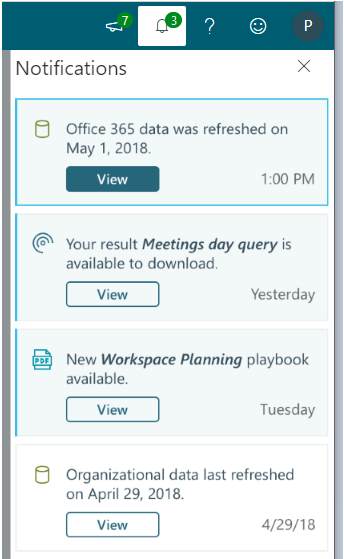 7
3
?
P
Notifications
Office 365 data was refreshed on
May 1, 2018.
View
1:00 PM
Your result Meetings day query is
available to download.
View
Yesterday
PDF
New Workspace Planning playbook
available.
View
Tuesday
Organizational data last refreshed
on April 29, 2018.
View
4/29/18